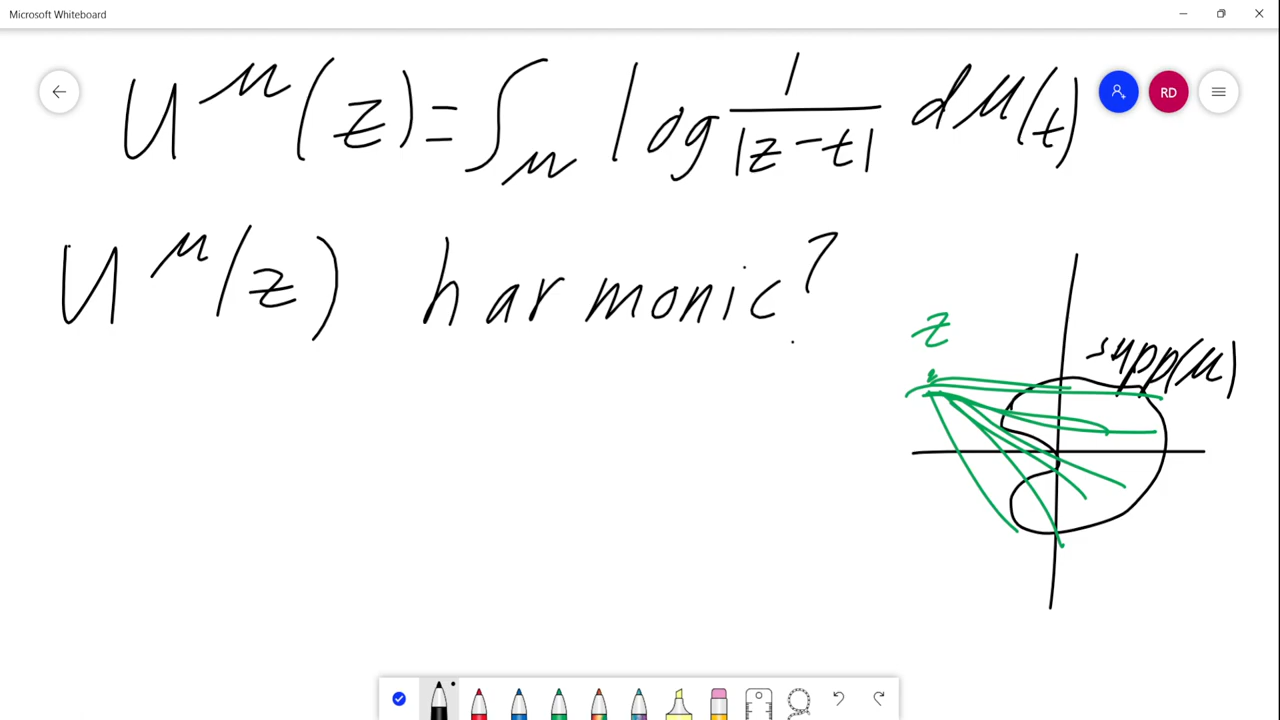 Microsoft Whiteboard
U^μ(z) = ∫_μ log 1/|z-t| dμ(t)
RD
U^μ(z) harmonic?
z
supp(μ)